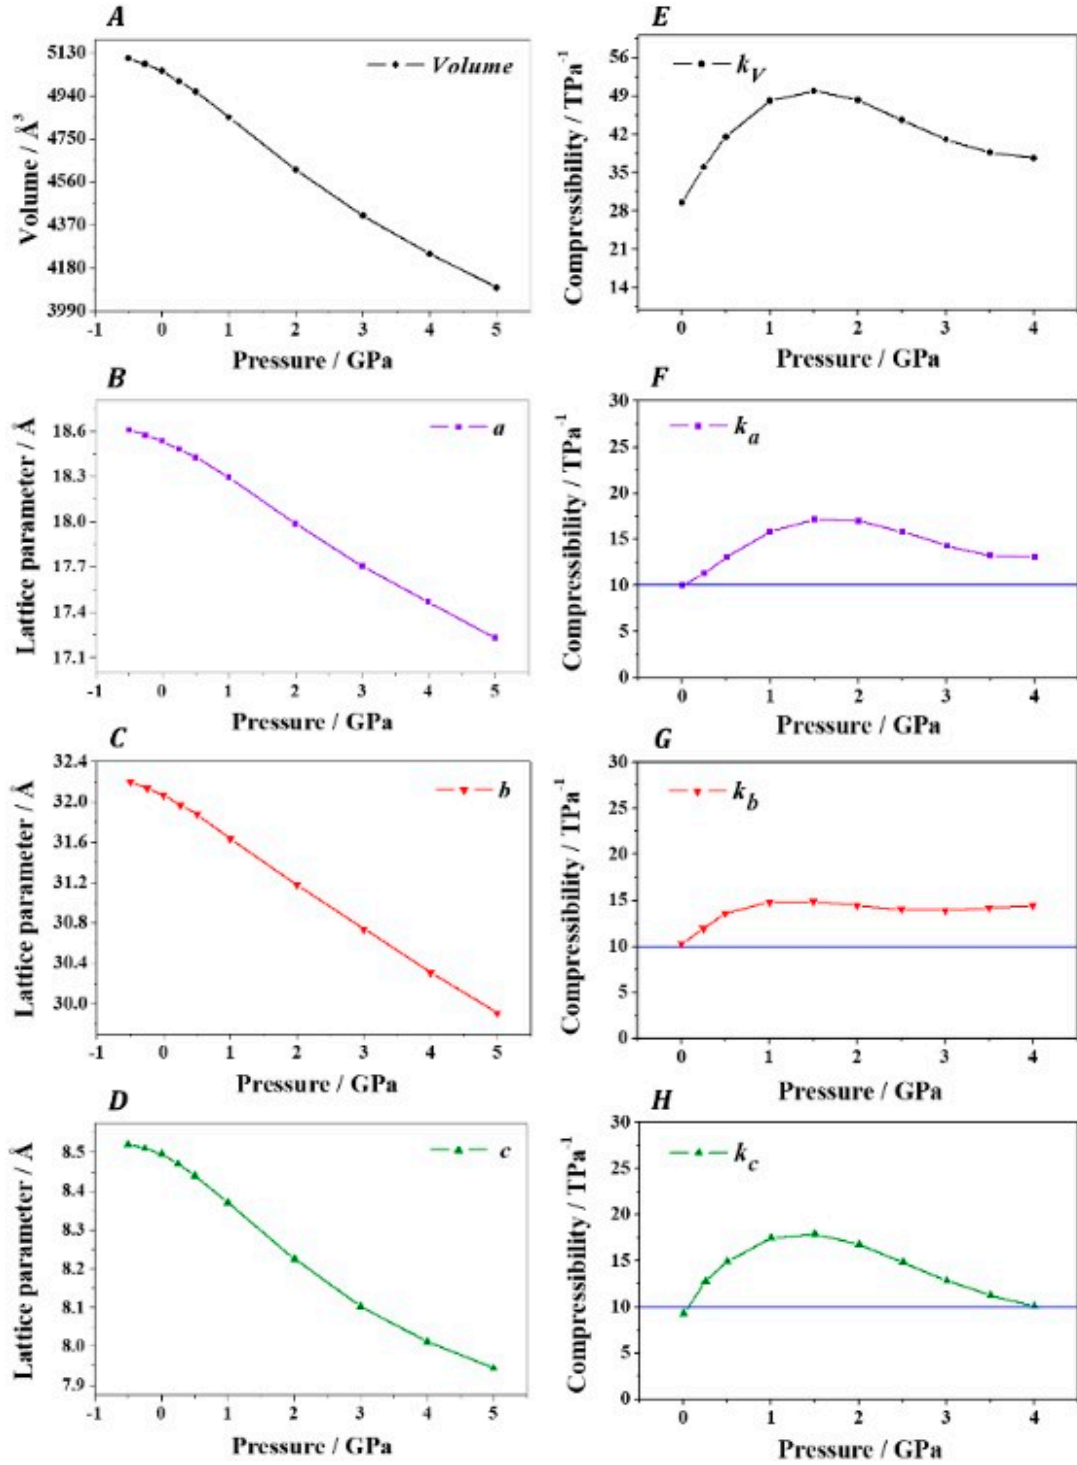 A
5130
4940
4750
4560
4370
4180
3990
Volume / Å³
Volume
-1 0 1 2 3 4 5
Pressure / GPa
E
56
49
42
35
28
21
14
Compressibility / TPa⁻¹
k_V
0 1 2 3 4
Pressure / GPa
B
18.6
18.3
18.0
17.7
17.4
17.1
Lattice parameter / Å
a
-1 0 1 2 3 4 5
Pressure / GPa
F
30
25
20
15
10
5
0
Compressibility / TPa⁻¹
k_a
0 1 2 3 4
Pressure / GPa
C
32.4
32.0
31.6
31.2
30.8
30.4
30.0
Lattice parameter / Å
b
-1 0 1 2 3 4 5
Pressure / GPa
G
30
25
20
15
10
5
0
Compressibility / TPa⁻¹
k_b
0 1 2 3 4
Pressure / GPa
D
8.5
8.4
8.3
8.2
8.1
8.0
7.9
Lattice parameter / Å
c
-1 0 1 2 3 4 5
Pressure / GPa
H
30
25
20
15
10
5
0
Compressibility / TPa⁻¹
k_c
0 1 2 3 4
Pressure / GPa